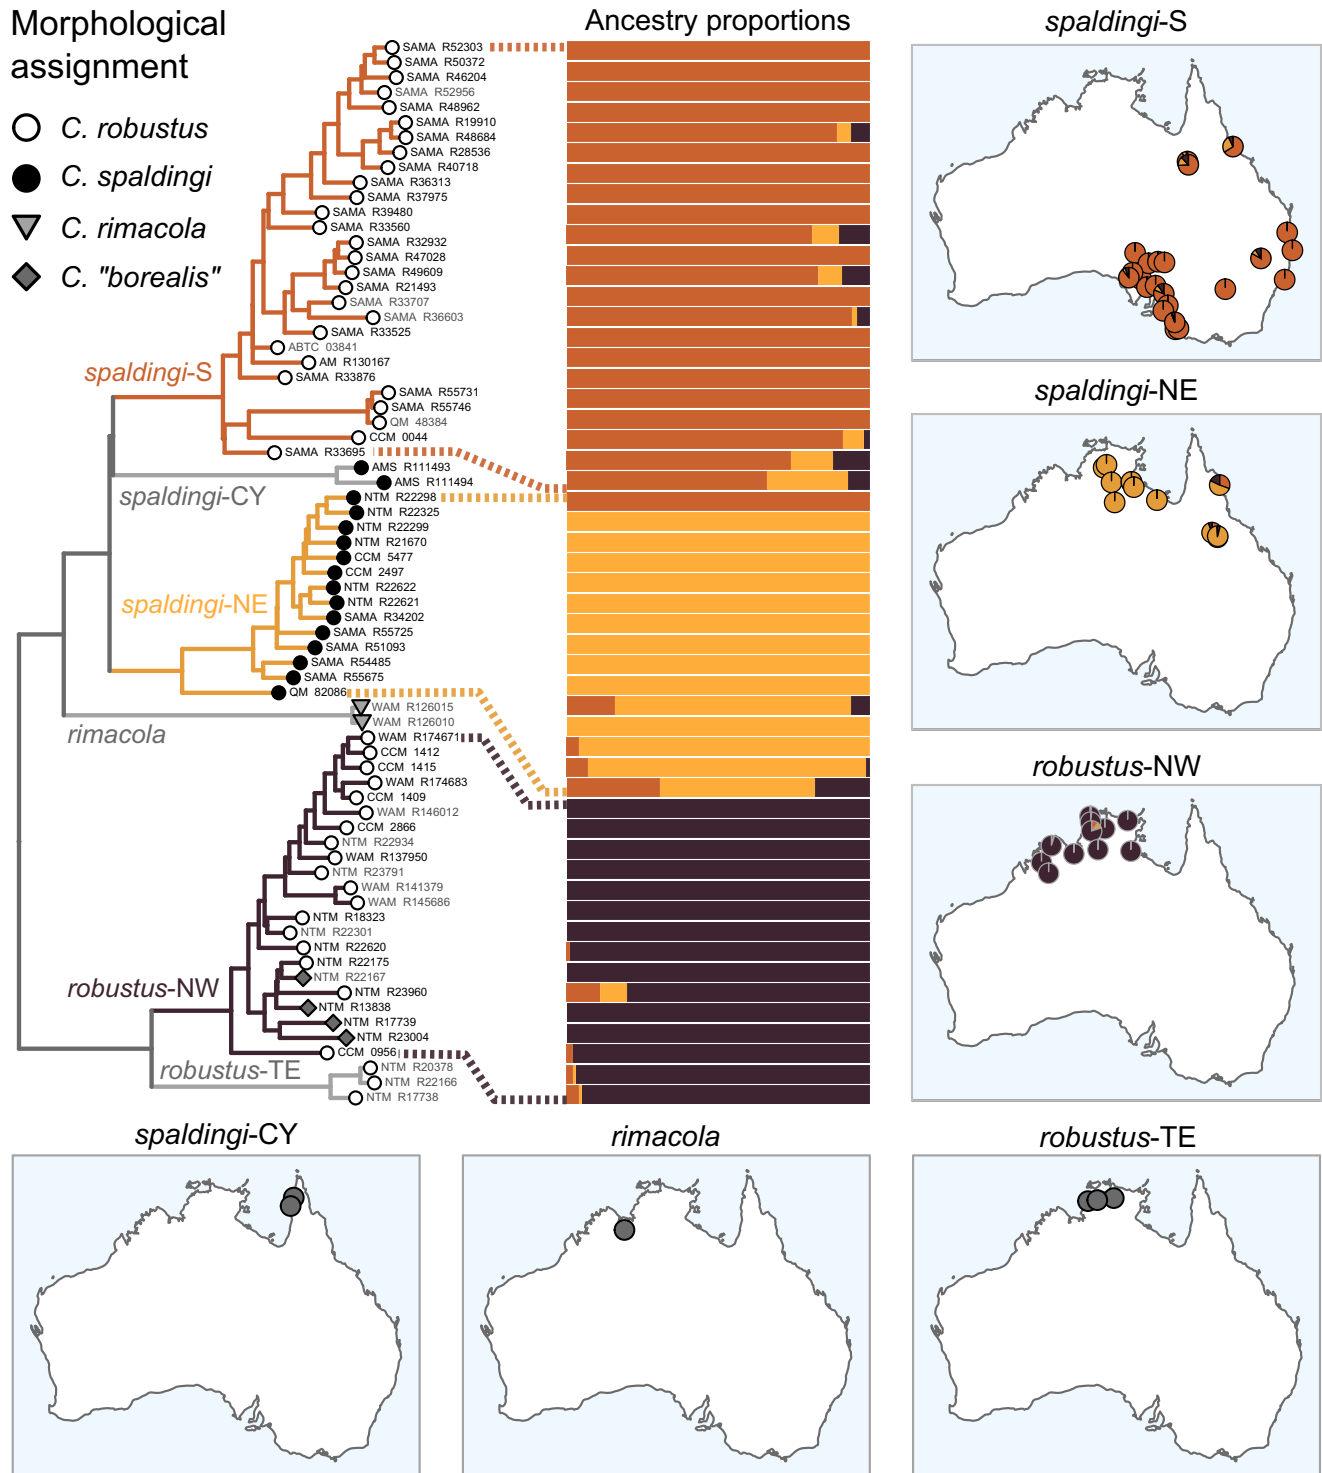 Morphological
assignment
C. robustus
C. spaldingi
C. rimacola
C. "borealis"
Ancestry proportions
SAMA R52303
SAMA R50372
SAMA R46204
SAMA R52956
SAMA R48962
SAMA R19910
SAMA R48684
SAMA R28536
SAMA R40718
SAMA R36313
SAMA R37975
SAMA R39480
SAMA R33560
SAMA R32932
SAMA R47028
SAMA R49609
SAMA R21493
SAMA R33707
SAMA R36603
SAMA R33525
ABTC 03841
AM R130167
SAMA R33876
spaldingi-S
SAMA R55731
SAMA R55746
QM 48384
CCM 0044
SAMA R33695
AMS R111493
AMS R111494
spaldingi-CY
NTM R22298
NTM R22325
NTM R22299
NTM R21670
CCM 5477
CCM 2497
NTM R22622
NTM R22621
SAMA R34202
spaldingi-NE
SAMA R55725
SAMA R51093
SAMA R54485
SAMA R55675
QM 82086
WAM R126015
WAM R126010
rimacola
WAM R174671
CCM 1412
CCM 1415
WAM R174683
CCM 1409
WAM R146012
CCM 2866
NTM R22934
WAM R137950
NTM R23791
WAM R141379
WAM R145686
NTM R18323
NTM R22301
NTM R22620
NTM R22175
NTM R22167
robustus-NW
NTM R23960
NTM R13838
NTM R17739
NTM R23004
CCM 0956
robustus-TE
NTM R20378
NTM R22166
NTM R17738
spaldingi-S
spaldingi-NE
robustus-NW
spaldingi-CY
rimacola
robustus-TE